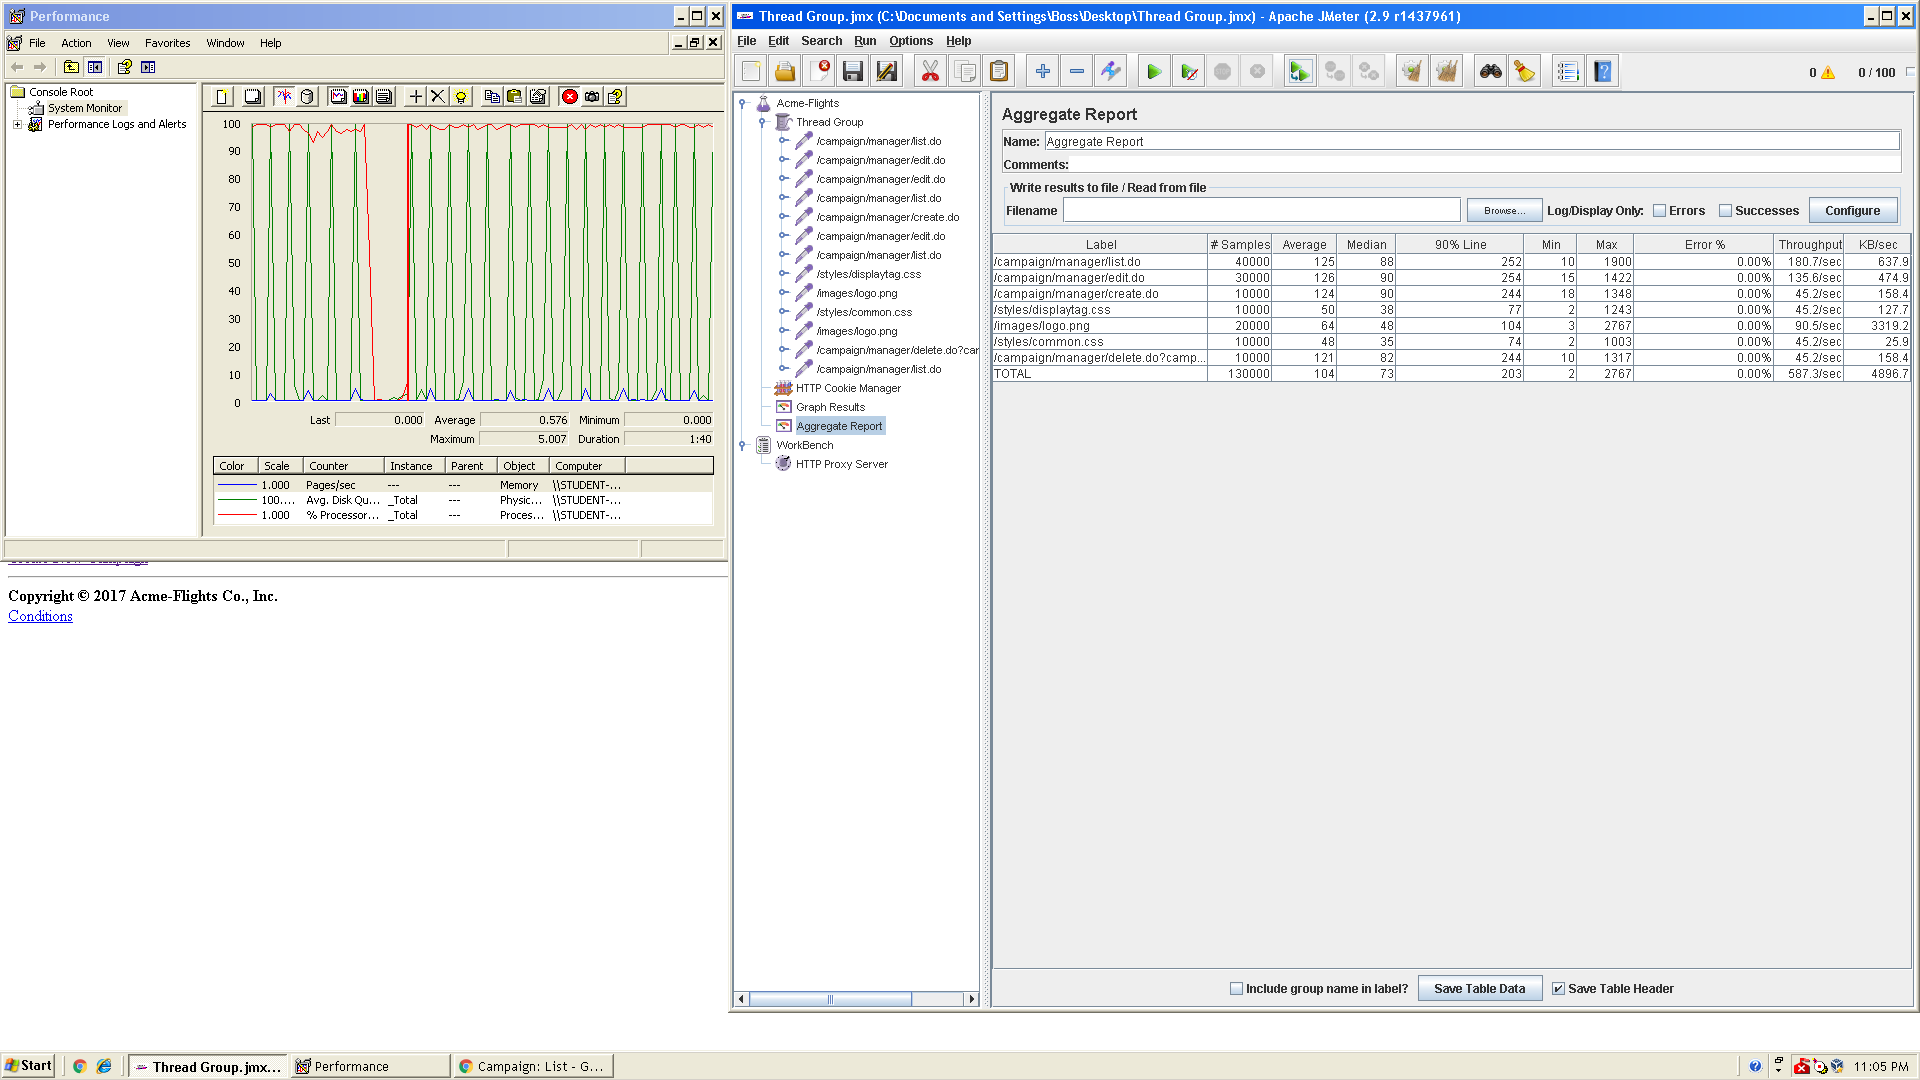 Performance
File Action View Favorites Window Help
Console Root
System Monitor
Performance Logs and Alerts
100
90
80
70
60
50
40
30
20
10
0
Last 0.000 Average 0.576 Minimum 0.000
Maximum 5.007 Duration 1:40
Color Scale Counter Instance Parent Object Computer
1.000 Pages/sec --- --- Memory \\STUDENT-...
100.... Avg. Disk Qu... _Total --- Physic... \\STUDENT-...
1.000 % Processor... _Total --- Proces... \\STUDENT-...
Copyright © 2017 Acme-Flights Co., Inc.
Conditions
Thread Group.jmx (C:\Documents and Settings\Boss\Desktop\Thread Group.jmx) - Apache JMeter (2.9 r1437961)
File Edit Search Run Options Help
0 0 / 100
Acme-Flights
Thread Group
/campaign/manager/list.do
/campaign/manager/edit.do
/campaign/manager/edit.do
/campaign/manager/list.do
/campaign/manager/create.do
/campaign/manager/edit.do
/campaign/manager/list.do
/styles/displaytag.css
/images/logo.png
/styles/common.css
/images/logo.png
/campaign/manager/delete.do?car
/campaign/manager/list.do
HTTP Cookie Manager
Graph Results
Aggregate Report
WorkBench
HTTP Proxy Server
Aggregate Report
Name: Aggregate Report
Comments:
Write results to file / Read from file
Filename Browse... Log/Display Only: Errors Successes Configure
Label # Samples Average Median 90% Line Min Max Error % Throughput KB/sec
/campaign/manager/list.do 40000 125 88 252 10 1900 0.00% 180.7/sec 637.9
/campaign/manager/edit.do 30000 126 90 254 15 1422 0.00% 135.6/sec 474.9
/campaign/manager/create.do 10000 124 90 244 18 1348 0.00% 45.2/sec 158.4
/styles/displaytag.css 10000 50 38 77 2 1243 0.00% 45.2/sec 127.7
/images/logo.png 20000 64 48 104 3 2767 0.00% 90.5/sec 3319.2
/styles/common.css 10000 48 35 74 2 1003 0.00% 45.2/sec 25.9
/campaign/manager/delete.do?camp... 10000 121 82 244 10 1317 0.00% 45.2/sec 158.4
TOTAL 130000 104 73 203 2 2767 0.00% 587.3/sec 4896.7
Include group name in label? Save Table Data Save Table Header
Start Thread Group.jmx... Performance Campaign: List - G... 11:05 PM